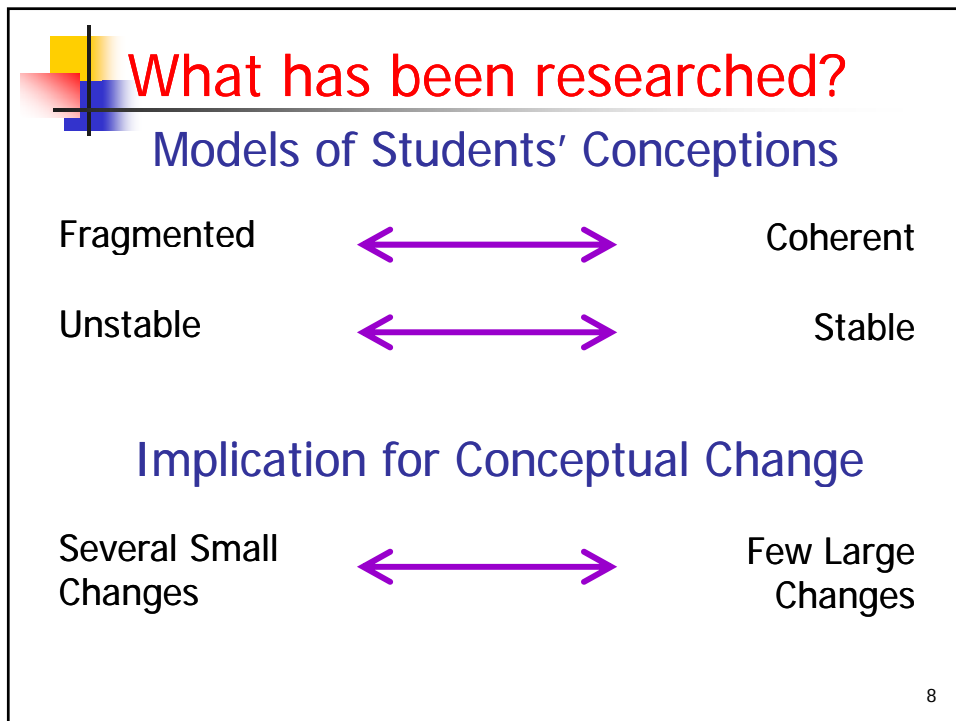 What has been researched?
Models of Students’ Conceptions
Fragmented Coherent
Unstable Stable
Implication for Conceptual Change
Several Small
Changes
Few Large
Changes
8